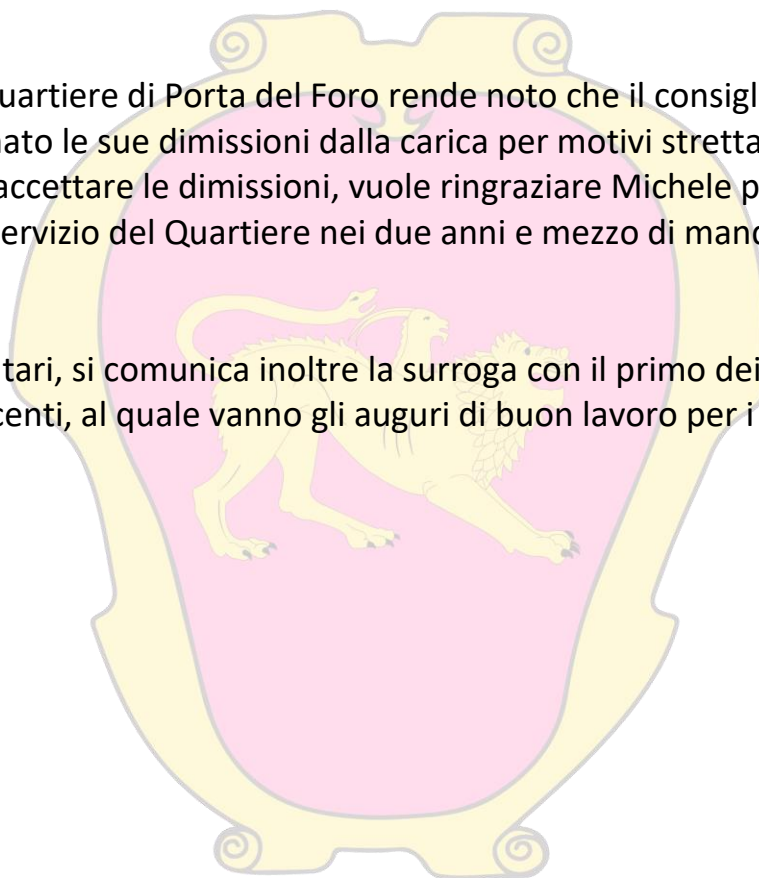 uartiere di Porta del Foro rende noto che il consigl
ato le sue dimissioni dalla carica per motivi stretta
accettare le dimissioni, vuole ringraziare Michele p
ervizio del Quartiere nei due anni e mezzo di man
tari, si comunica inoltre la surroga con il primo dei
centi, al quale vanno gli auguri di buon lavoro per i